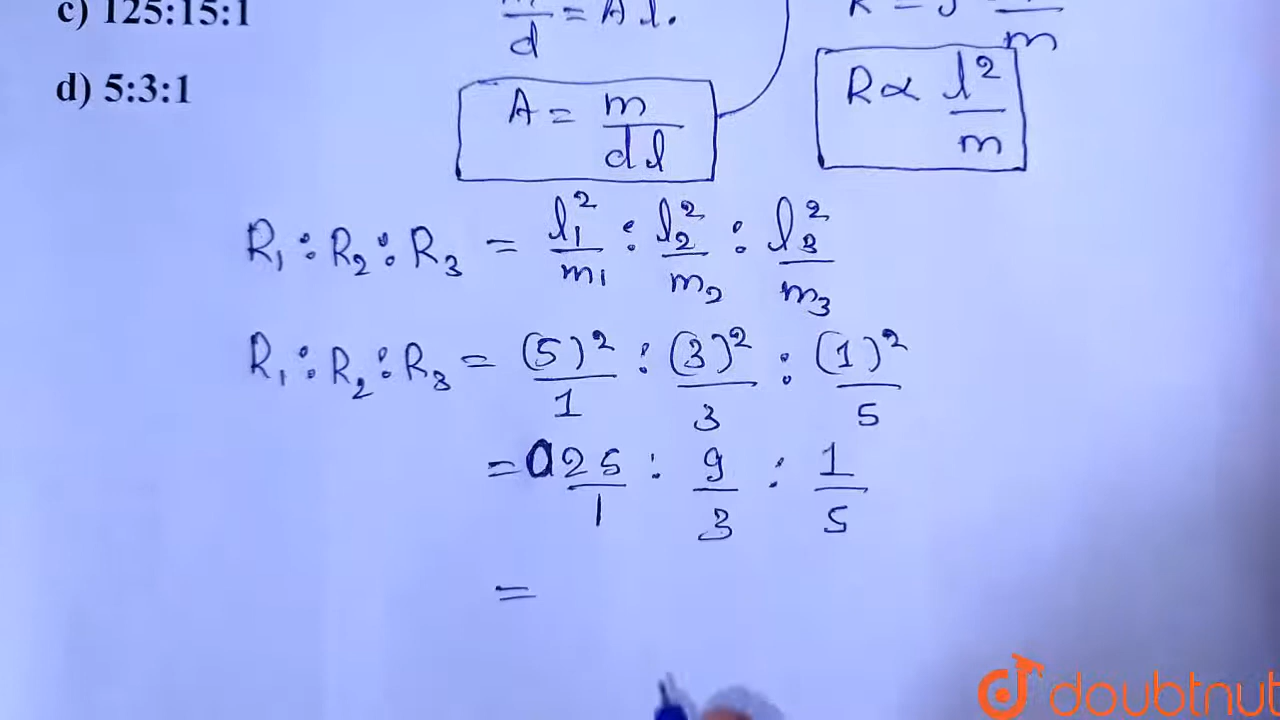 c) 125:15:1
m/d = A l.
m
d) 5:3:1
A = m/dl
R ∝ l²/m
R₁ : R₂ : R₃ = l₁²/m₁ : l₂²/m₂ : l₃²/m₃
R₁ : R₂ : R₃ = (5)²/1 : (3)²/3 : (1)²/5
= 25/1 : 9/3 : 1/5
=
doubtnut